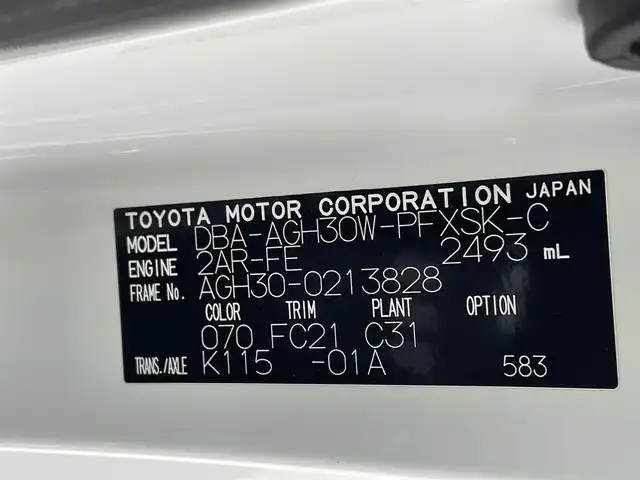 TOYOTA MOTOR CORPORATION JAPAN
MODEL DBA-AGH30W-PFXSK-C
ENGINE 2AR-FE 2493 mL
FRAME No. AGH30-0213828
COLOR TRIM PLANT OPTION
070 FC21 C31
TRANS./AXLE K115 -01A 583